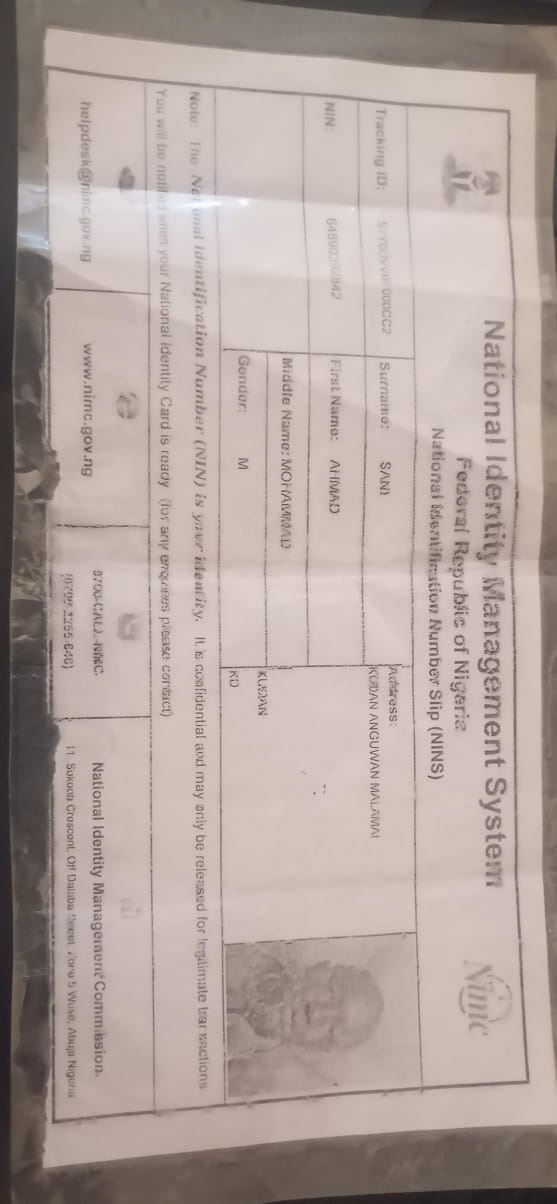 National Identity Management System
Federal Republic of Nigeria
National Identification Number Slip (NINS)
Nimc
Tracking ID:
Surname: SANI
Address:
KUDAN ANGUWAN MALAMAI
NIN:
First Name: AHMAD
Middle Name: MOHAMMAD
KUDAN
Gender: M
KD
Note: The National Identification Number (NIN) is your identity. It is confidential and may only be released for legitimate transactions
You will be notified when your National Identity Card is ready (for any enquiries please contact)
helpdesk@nimc.gov.ng
www.nimc.gov.ng
0700-CALL-NIMC
National Identity Management Commission.
11 Sokode Crescent, Off Dalaba Street, Zone 5 Wuse, Abuja Nigeria